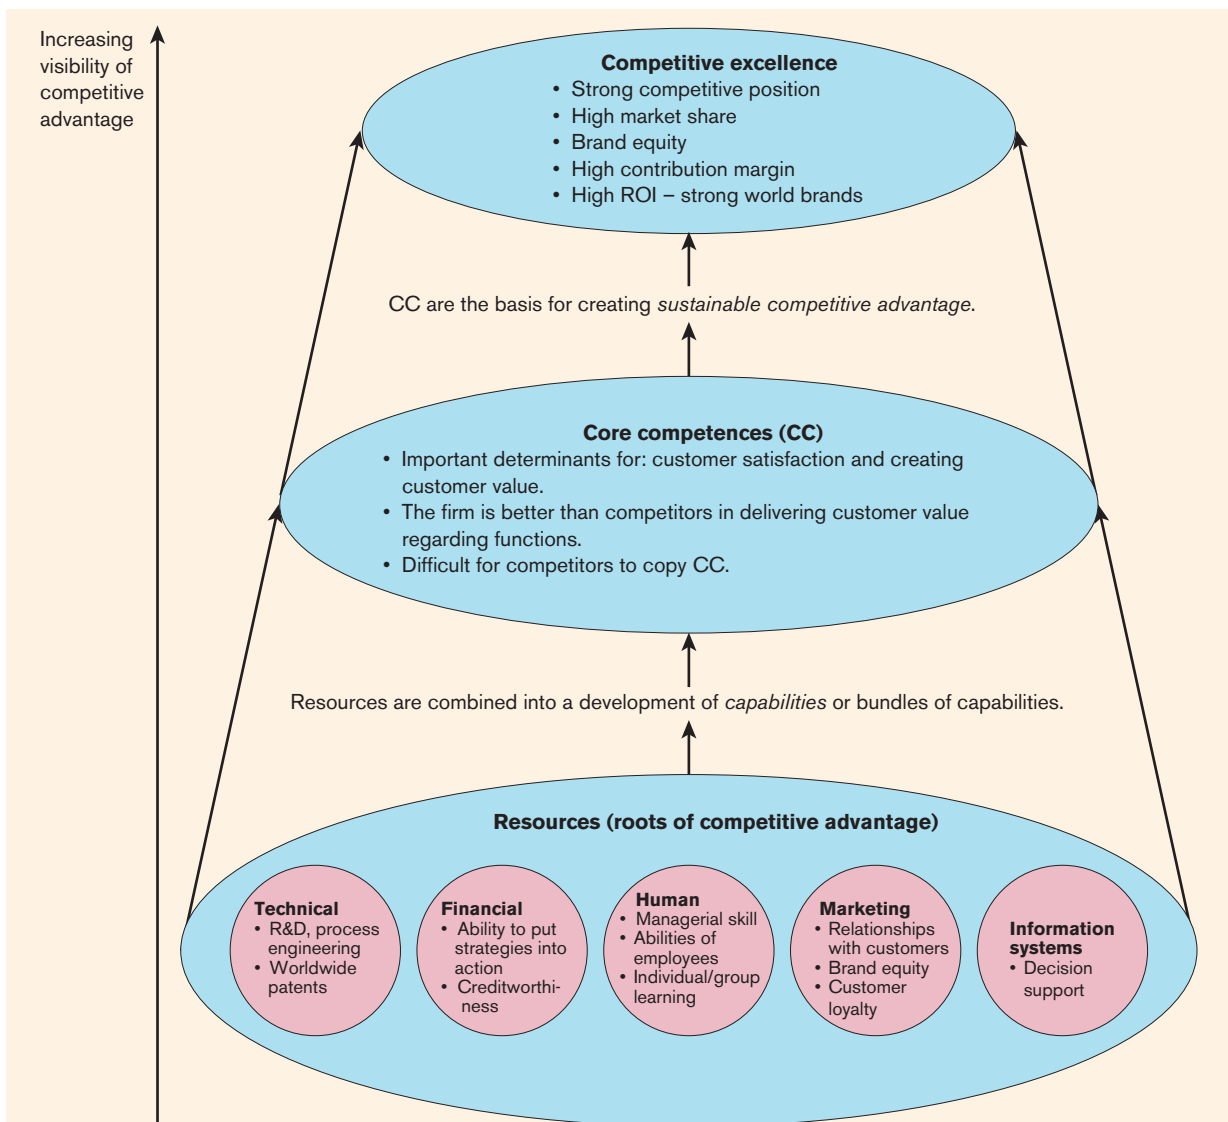 Increasing
visibility of
competitive
advantage
Competitive excellence
• Strong competitive position
• High market share
• Brand equity
• High contribution margin
• High ROI – strong world brands
CC are the basis for creating sustainable competitive advantage.
Core competences (CC)
• Important determinants for: customer satisfaction and creating
customer value.
• The firm is better than competitors in delivering customer value
regarding functions.
• Difficult for competitors to copy CC.
Resources are combined into a development of capabilities or bundles of capabilities.
Resources (roots of competitive advantage)
Technical
• R&D, process
engineering
• Worldwide
patents
Financial
• Ability to put
strategies into
action
• Creditworthi-
ness
Human
• Managerial skill
• Abilities of
employees
• Individual/group
learning
Marketing
• Relationships
with customers
• Brand equity
• Customer
loyalty
Information
systems
• Decision
support